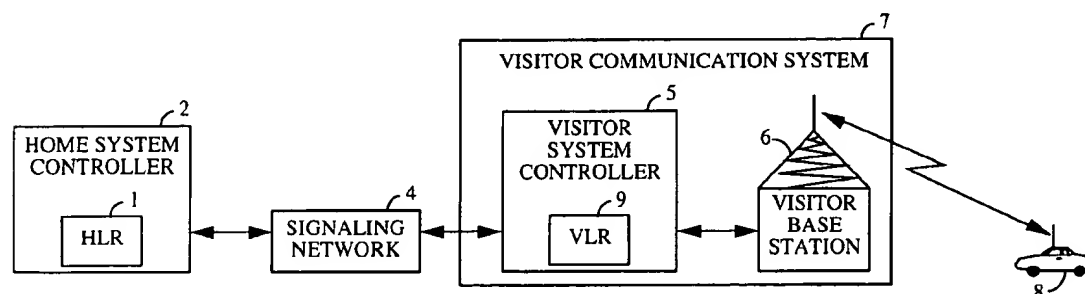 7
VISITOR COMMUNICATION SYSTEM
2
HOME SYSTEM
CONTROLLER
1
HLR
4
SIGNALING
NETWORK
5
VISITOR
SYSTEM
CONTROLLER
9
VLR
6
VISITOR
BASE
STATION
8